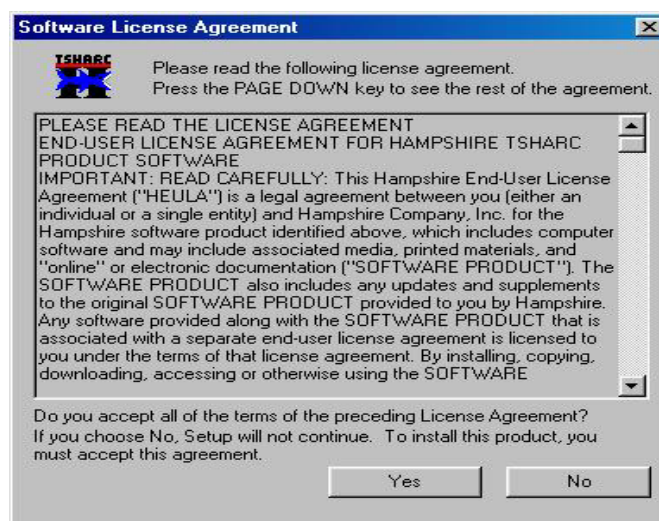 Software License Agreement
TSHARC
Please read the following license agreement.
Press the PAGE DOWN key to see the rest of the agreement.
PLEASE READ THE LICENSE AGREEMENT
END-USER LICENSE AGREEMENT FOR HAMPSHIRE TSHARC
PRODUCT SOFTWARE
IMPORTANT: READ CAREFULLY: This Hampshire End-User License
Agreement ("HEULA") is a legal agreement between you (either an
individual or a single entity) and Hampshire Company, Inc. for the
Hampshire software product identified above, which includes computer
software and may include associated media, printed materials, and
"online" or electronic documentation ("SOFTWARE PRODUCT"). The
SOFTWARE PRODUCT also includes any updates and supplements
to the original SOFTWARE PRODUCT provided to you by Hampshire.
Any software provided along with the SOFTWARE PRODUCT that is
associated with a separate end-user license agreement is licensed to
you under the terms of that license agreement. By installing, copying,
downloading, accessing or otherwise using the SOFTWARE
Do you accept all of the terms of the preceding License Agreement?
If you choose No, Setup will not continue. To install this product, you
must accept this agreement.
Yes
No